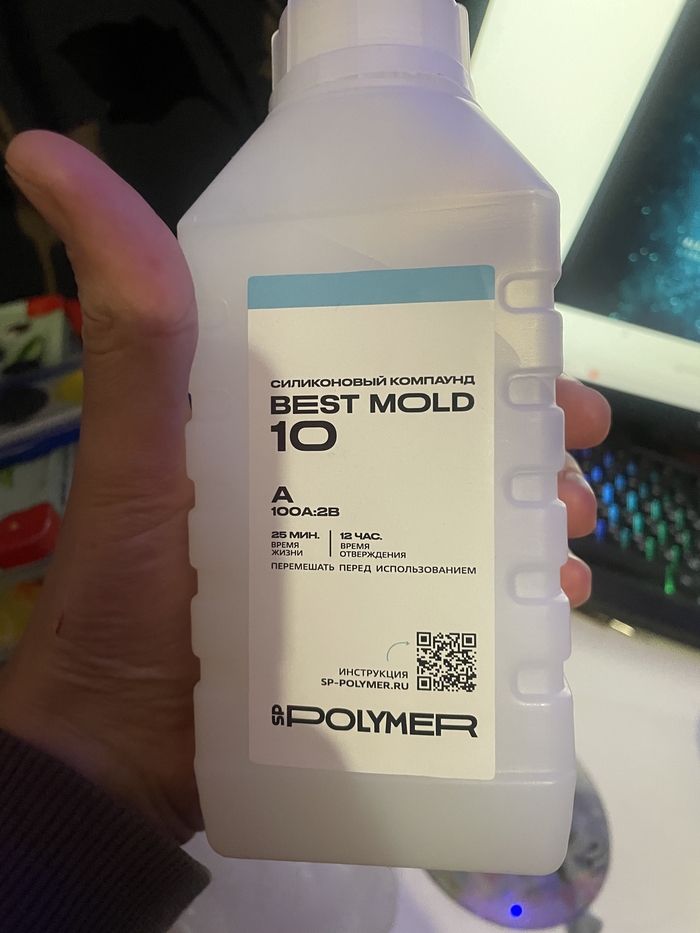 СИЛИКОНОВЫЙ КОМПАУНД
BEST MOLD
10
A
100A:2B
25 МИН.
ВРЕМЯ
ЖИЗНИ
12 ЧАС.
ВРЕМЯ
ОТВЕРЖДЕНИЯ
ПЕРЕМЕШАТЬ ПЕРЕД ИСПОЛЬЗОВАНИЕМ
ИНСТРУКЦИЯ
SP-POLYMER.RU
SP POLYMER